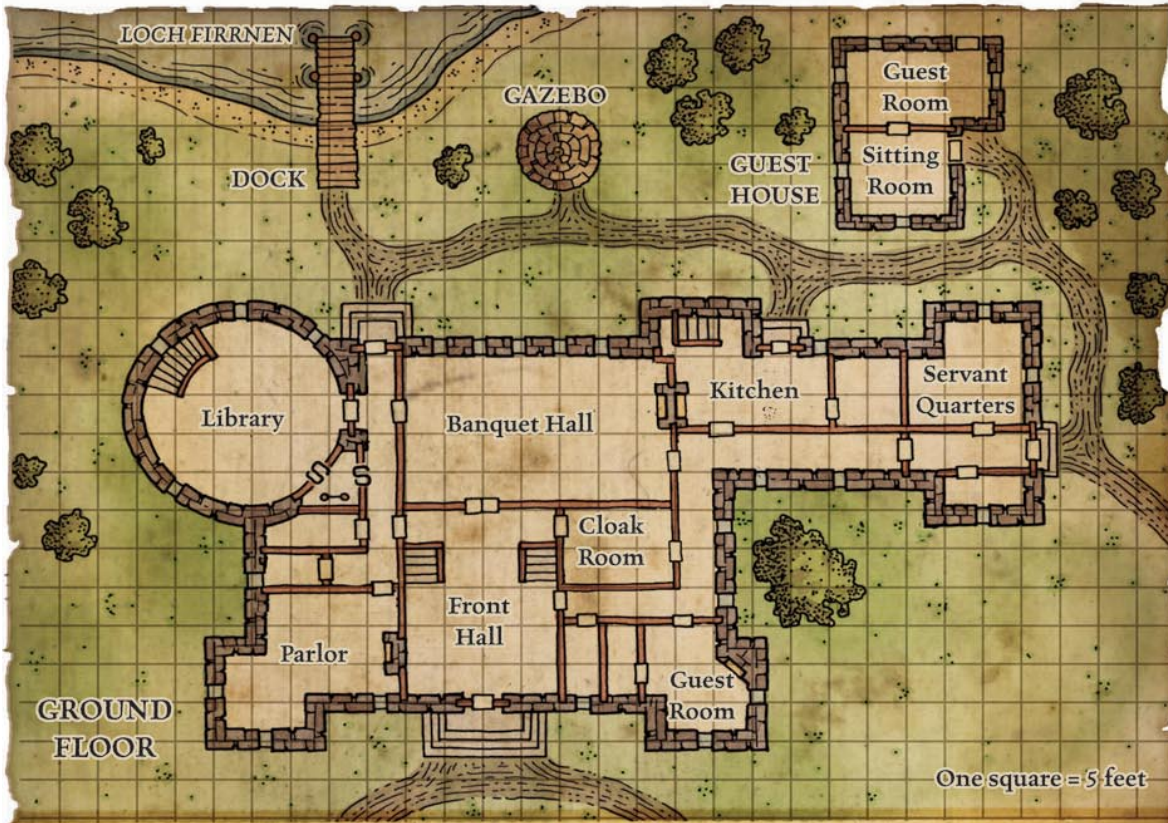 LOCH FIRRNEN
GAZEBO
DOCK
GUEST
HOUSE
Guest
Room
Sitting
Room
Library
Banquet Hall
Kitchen
Servant
Quarters
Cloak
Room
Front
Hall
Parlor
Guest
Room
S
S
GROUND
FLOOR
One square = 5 feet